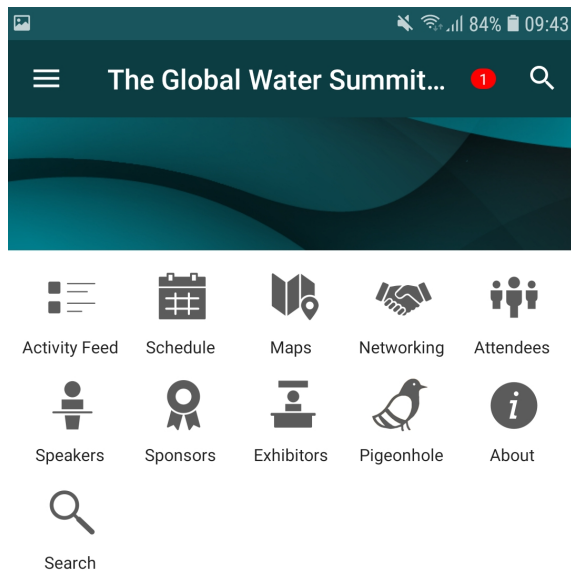 84% 09:43
The Global Water Summit... 1
Activity Feed Schedule Maps Networking Attendees
Speakers Sponsors Exhibitors Pigeonhole About
Search